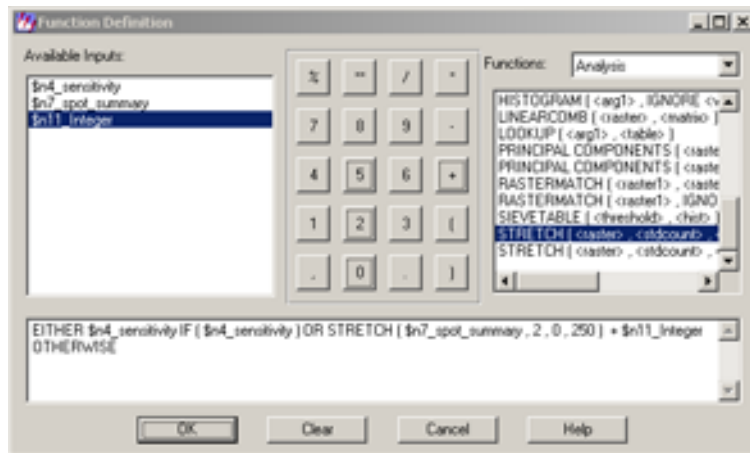 Function Definition
Available Inputs:
$n4_sensitivity
$n7_spot_summary
$n11_Integer
% ** / *
7 8 9 -
4 5 6 +
1 2 3 (
, 0 . )
Functions: Analysis
HISTOGRAM ( <arg1> , IGNORE <v
LINEARCOMB ( <raster> , <matrix> )
LOOKUP ( <arg1> , <table> )
PRINCIPAL COMPONENTS ( <raste
PRINCIPAL COMPONENTS ( <raste
RASTERMATCH ( <raster1> , <raste
RASTERMATCH ( <raster1> , IGNO
SIEVETABLE ( <threshold> , <hist> )
STRETCH ( <raster> , <stdcount> , <
STRETCH ( <raster> , <stdcount> , <
EITHER $n4_sensitivity IF ( $n4_sensitivity ) OR STRETCH ( $n7_spot_summary , 2 , 0 , 250 ) + $n11_Integer
OTHERWISE
OK Clear Cancel Help